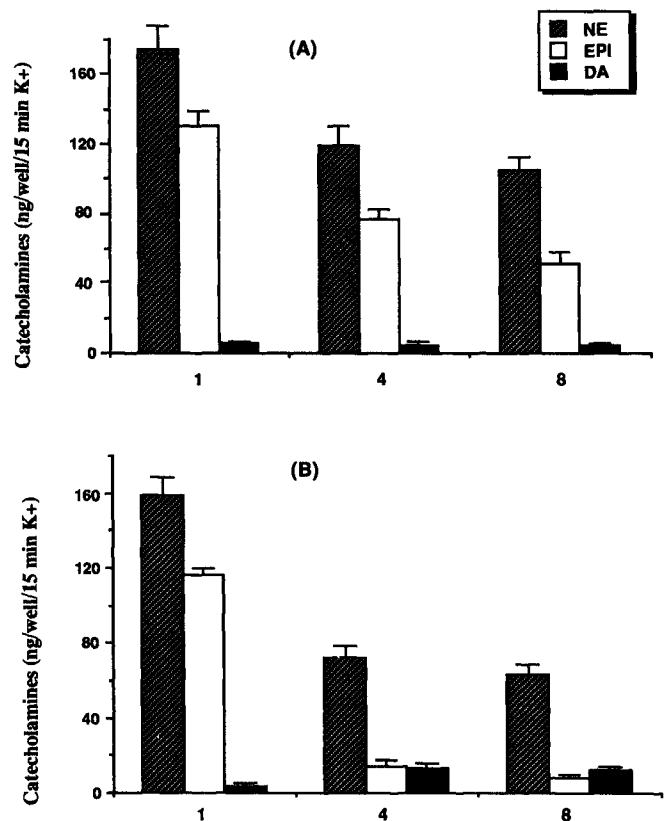 (A)
NE
EPI
DA
Catecholamines (ng/well/15 min K+)
160
120
80
40
0
1 4 8
(B)
Catecholamines (ng/well/15 min K+)
160
120
80
40
0
1 4 8